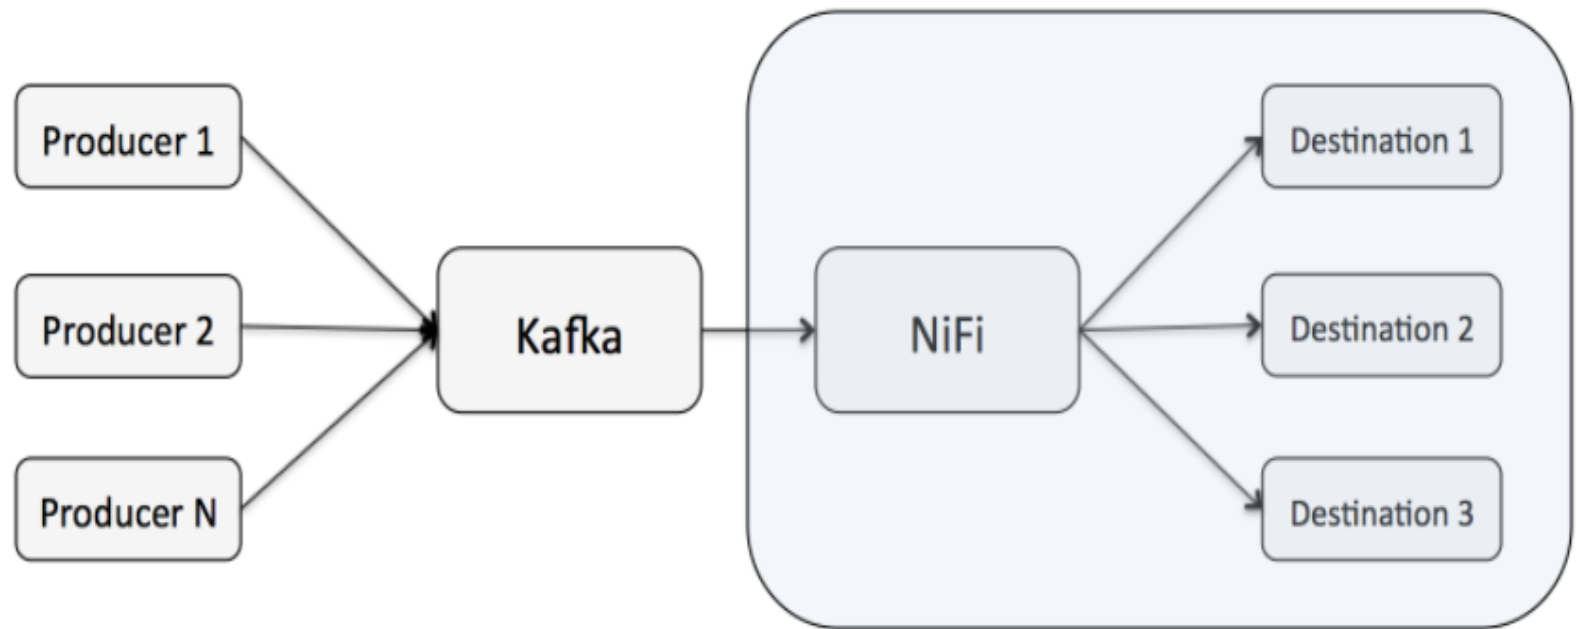 Producer 1
Producer 2
Producer N
Kafka
NiFi
Destination 1
Destination 2
Destination 3